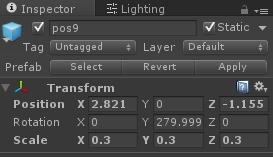 Inspector Lighting
pos9 Static
Tag Untagged Layer Default
Prefab Select Revert Apply
Transform
Position X 2.821 Y 0 Z -1.155
Rotation X 0 Y 279.999 Z 0
Scale X 0.3 Y 0.3 Z 0.3